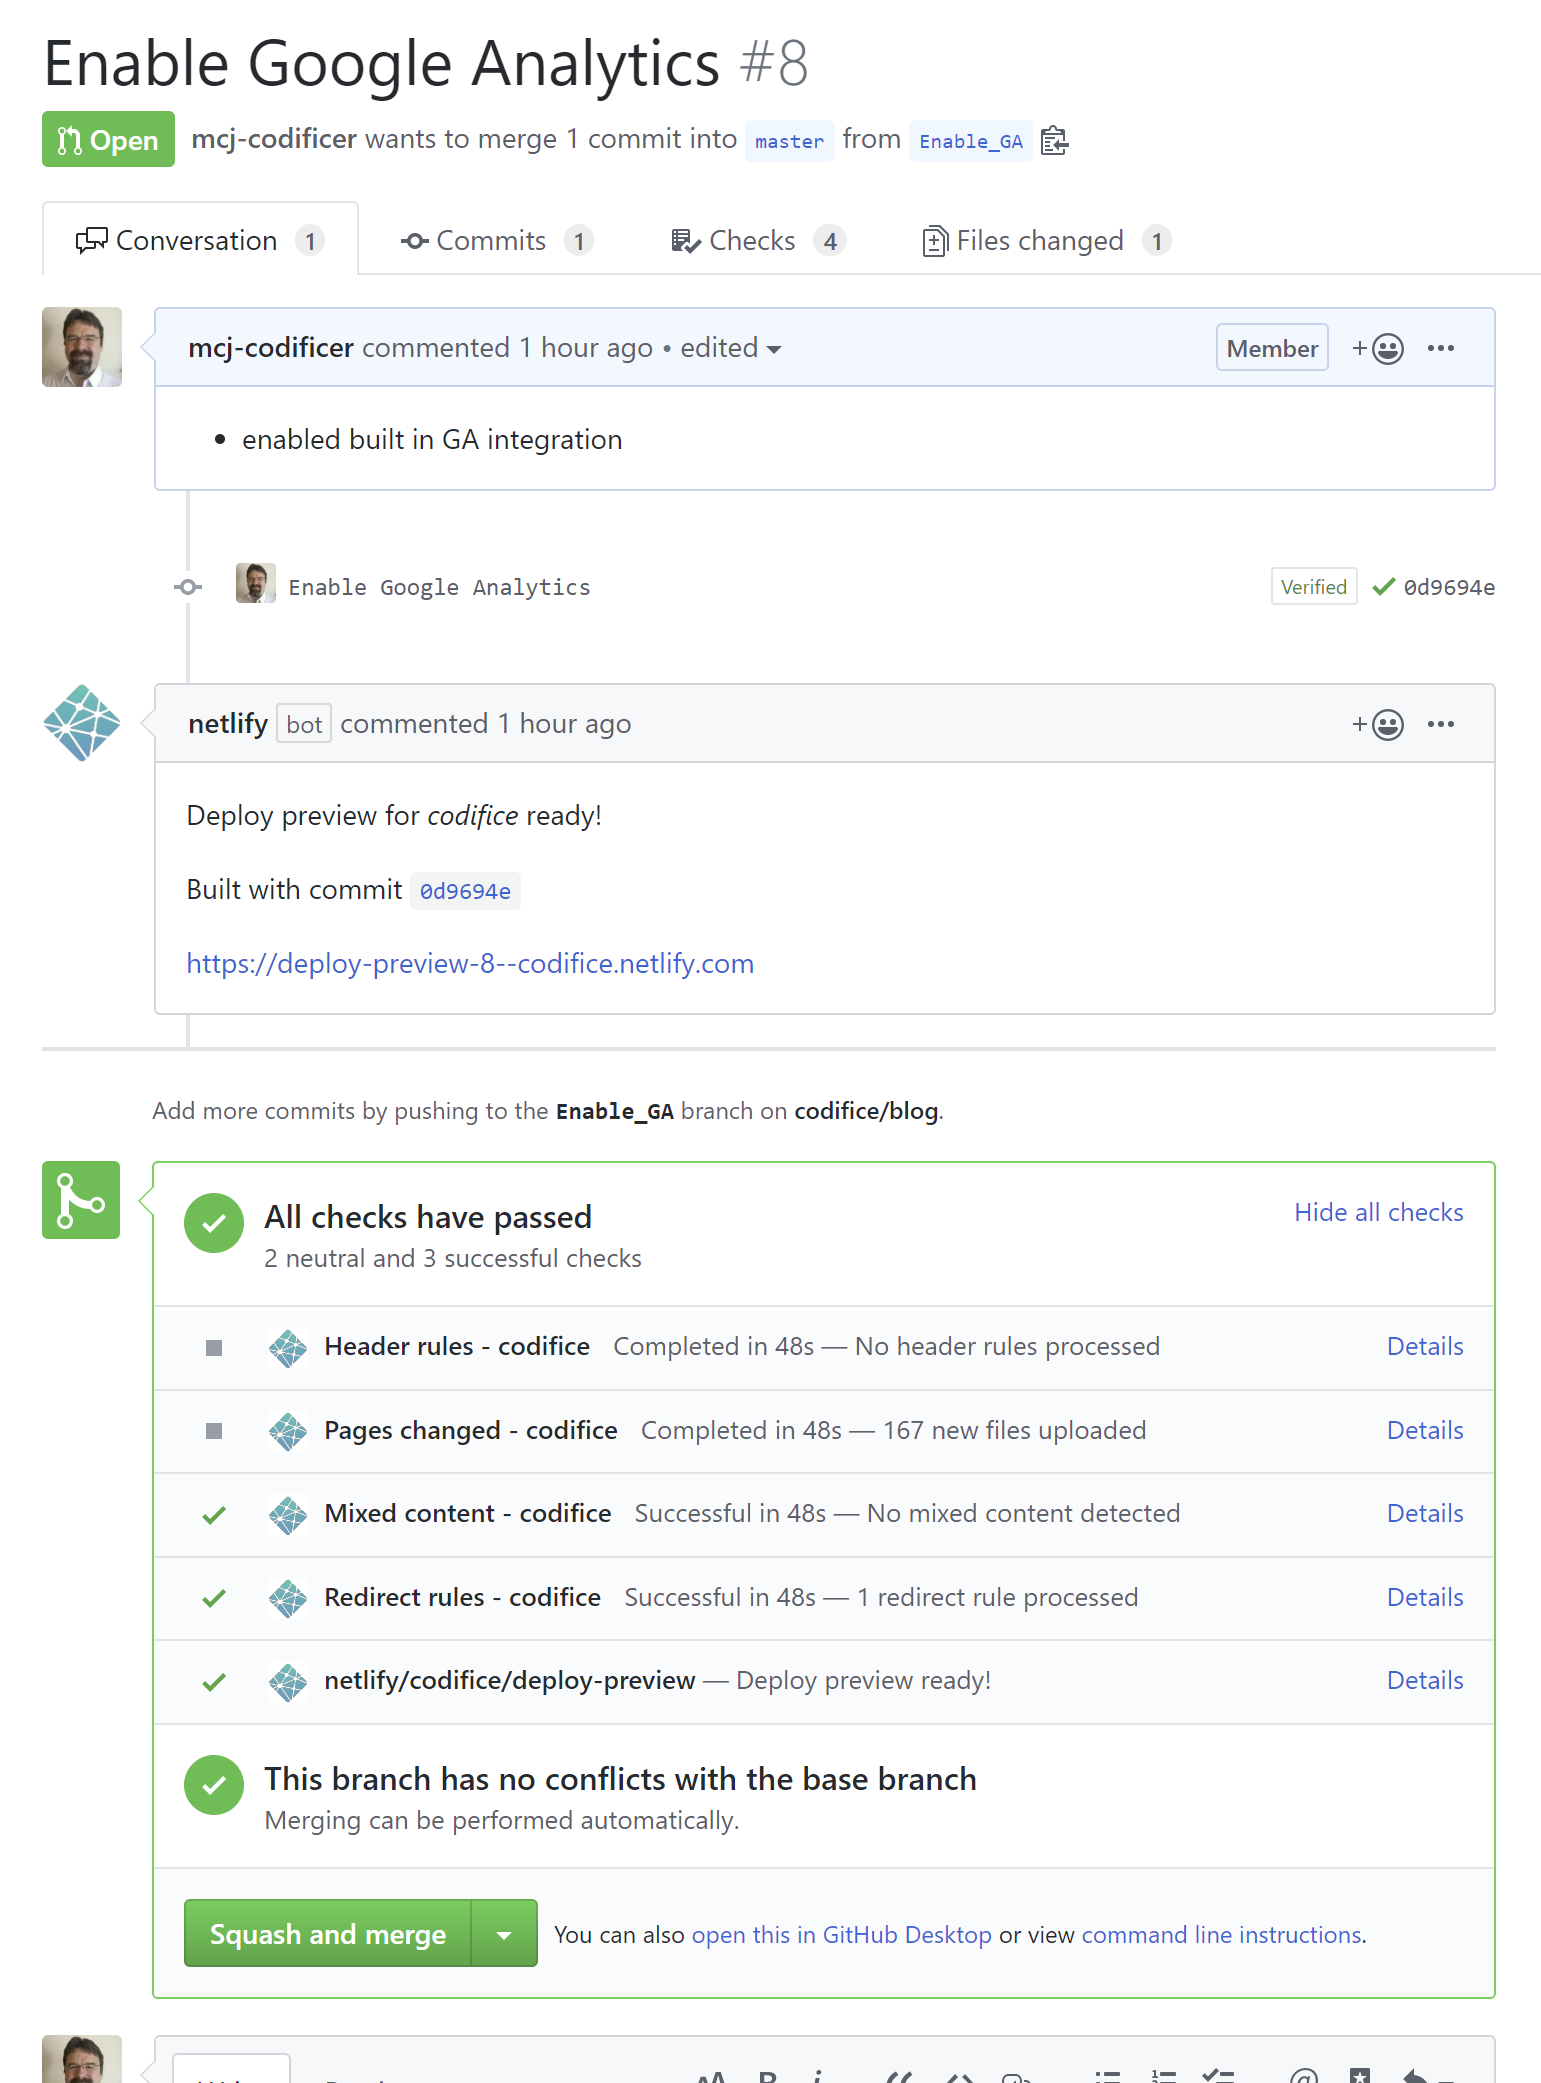 Enable Google Analytics #8
Open mcj-codificer wants to merge 1 commit into master from Enable_GA
Conversation 1 Commits 1 Checks 4 Files changed 1
mcj-codificer commented 1 hour ago • edited Member
• enabled built in GA integration
Enable Google Analytics Verified 0d9694e
netlify bot commented 1 hour ago
Deploy preview for codifice ready!
Built with commit 0d9694e
https://deploy-preview-8--codifice.netlify.com
Add more commits by pushing to the Enable_GA branch on codifice/blog.
All checks have passed Hide all checks
2 neutral and 3 successful checks
Header rules - codifice Completed in 48s — No header rules processed Details
Pages changed - codifice Completed in 48s — 167 new files uploaded Details
Mixed content - codifice Successful in 48s — No mixed content detected Details
Redirect rules - codifice Successful in 48s — 1 redirect rule processed Details
netlify/codifice/deploy-preview — Deploy preview ready! Details
This branch has no conflicts with the base branch
Merging can be performed automatically.
Squash and merge You can also open this in GitHub Desktop or view command line instructions.